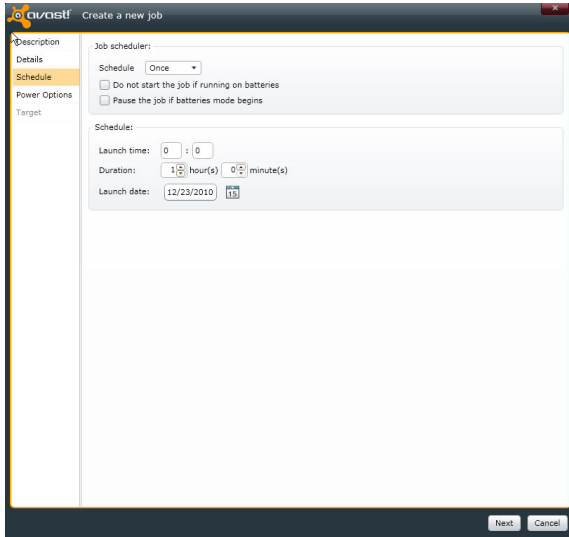 avast! Create a new job
Description
Details
Schedule
Power Options
Target
Job scheduler:
Schedule Once
Do not start the job if running on batteries
Pause the job if batteries mode begins
Schedule:
Launch time: 0 : 0
Duration: 1 hour(s) 0 minute(s)
Launch date: 12/23/2010 15
Next Cancel